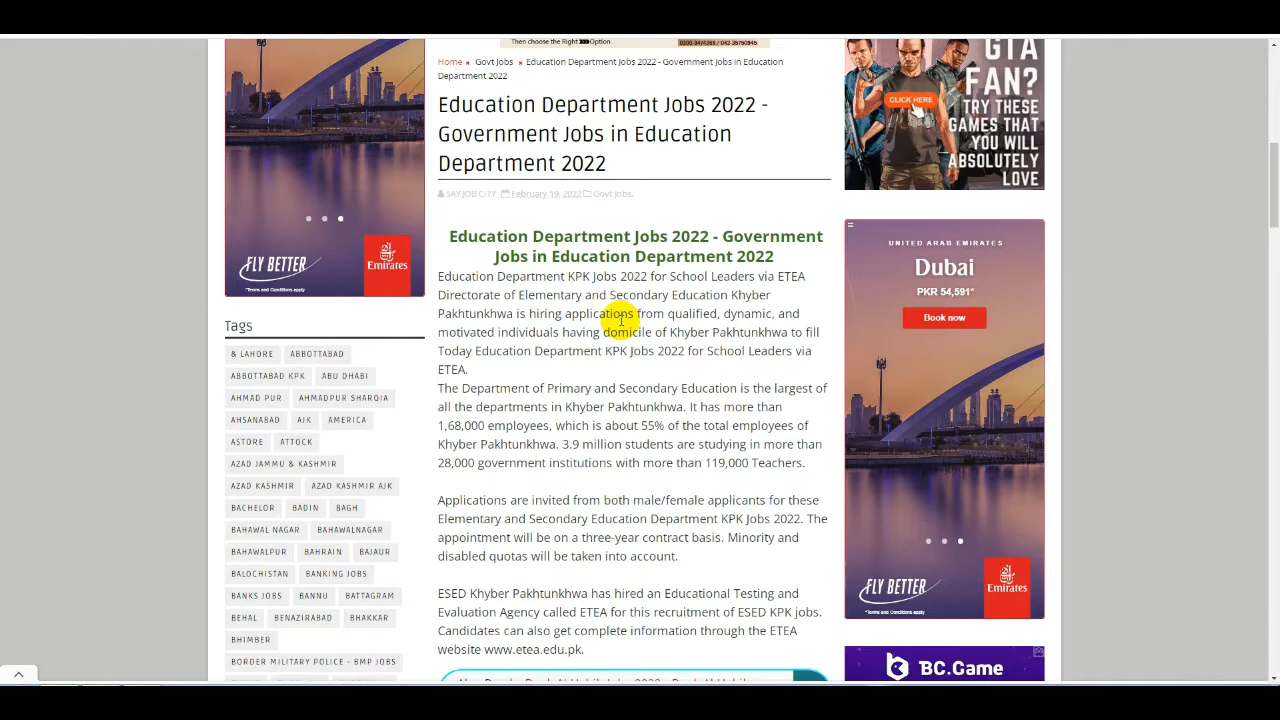 Then choose the Right >>> Option
0300-9474365 / 042-35750945
Home × Govt Jobs × Education Department Jobs 2022 - Government Jobs in Education
Department 2022
Education Department Jobs 2022 -
Government Jobs in Education
Department 2022
SAY JOB CITY February 19, 2022 Govt Jobs,
Education Department Jobs 2022 - Government
Jobs in Education Department 2022
Education Department KPK Jobs 2022 for School Leaders via ETEA
Directorate of Elementary and Secondary Education Khyber
Pakhtunkhwa is hiring applications from qualified, dynamic, and
motivated individuals having domicile of Khyber Pakhtunkhwa to fill
Today Education Department KPK Jobs 2022 for School Leaders via
ETEA.
The Department of Primary and Secondary Education is the largest of
all the departments in Khyber Pakhtunkhwa. It has more than
1,68,000 employees, which is about 55% of the total employees of
Khyber Pakhtunkhwa. 3.9 million students are studying in more than
28,000 government institutions with more than 119,000 Teachers.
Applications are invited from both male/female applicants for these
Elementary and Secondary Education Department KPK Jobs 2022. The
appointment will be on a three-year contract basis. Minority and
disabled quotas will be taken into account.
ESED Khyber Pakhtunkhwa has hired an Educational Testing and
Evaluation Agency called ETEA for this recruitment of ESED KPK jobs.
Candidates can also get complete information through the ETEA
website www.etea.edu.pk.
FLY BETTER
Emirates
*Terms and Conditions apply
Tags
& LAHORE ABBOTTABAD
ABBOTTABAD KPK ABU DHABI
AHMAD PUR AHMADPUR SHARQIA
AHSANABAD AJK AMERICA
ASTORE ATTOCK
AZAD JAMMU & KASHMIR
AZAD KASHMIR AZAD KASHMIR AJK
BACHELOR BADIN BAGH
BAHAWAL NAGAR BAHAWALNAGAR
BAHAWALPUR BAHRAIN BAJAUR
BALOCHISTAN BANKING JOBS
BANKS JOBS BANNU BATTAGRAM
BEHAL BENAZIRABAD BHAKKAR
BHIMBER
BORDER MILITARY POLICE - BMP JOBS
GTA
FAN?
CLICK HERE
TRY THESE
GAMES THAT
YOU WILL
ABSOLUTELY
LOVE
UNITED ARAB EMIRATES
Dubai
PKR 54,591*
Book now
FLY BETTER
Emirates
*Terms and Conditions apply
BC.Game